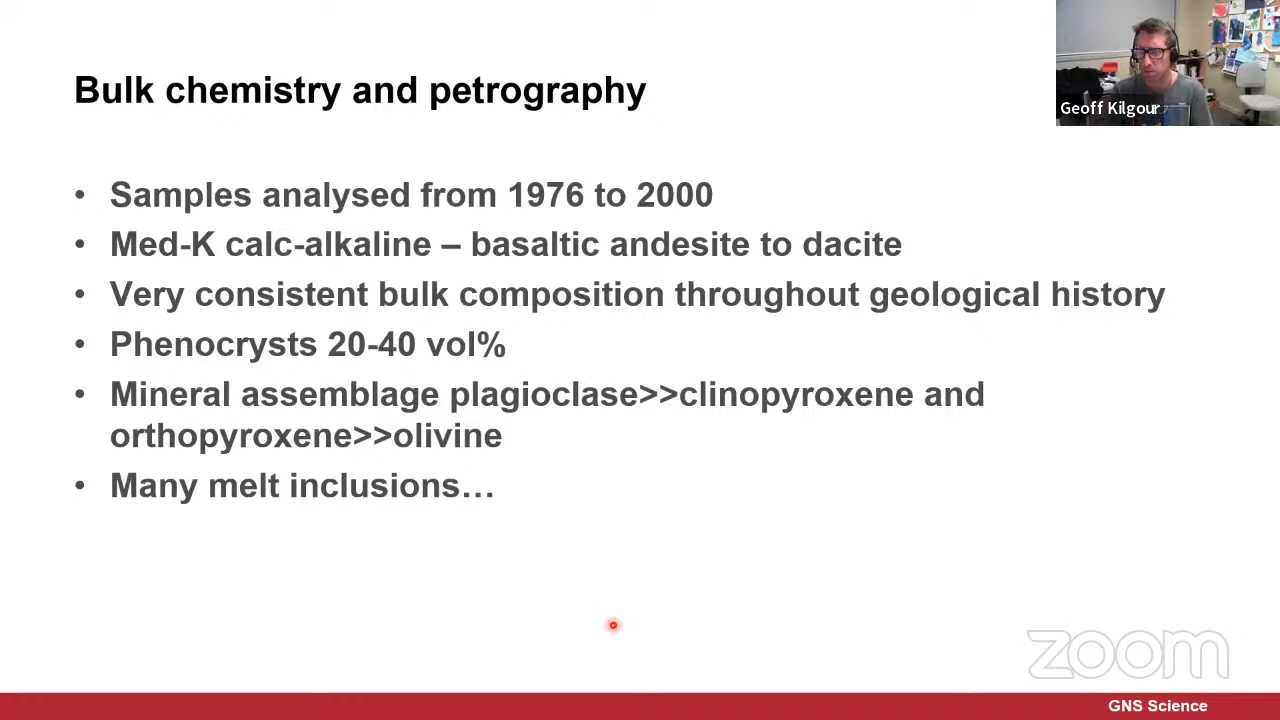 Bulk chemistry and petrography
Geoff Kilgour
• Samples analysed from 1976 to 2000
• Med-K calc-alkaline – basaltic andesite to dacite
• Very consistent bulk composition throughout geological history
• Phenocrysts 20-40 vol%
• Mineral assemblage plagioclase>>clinopyroxene and
orthopyroxene>>olivine
• Many melt inclusions…
zoom
GNS Science